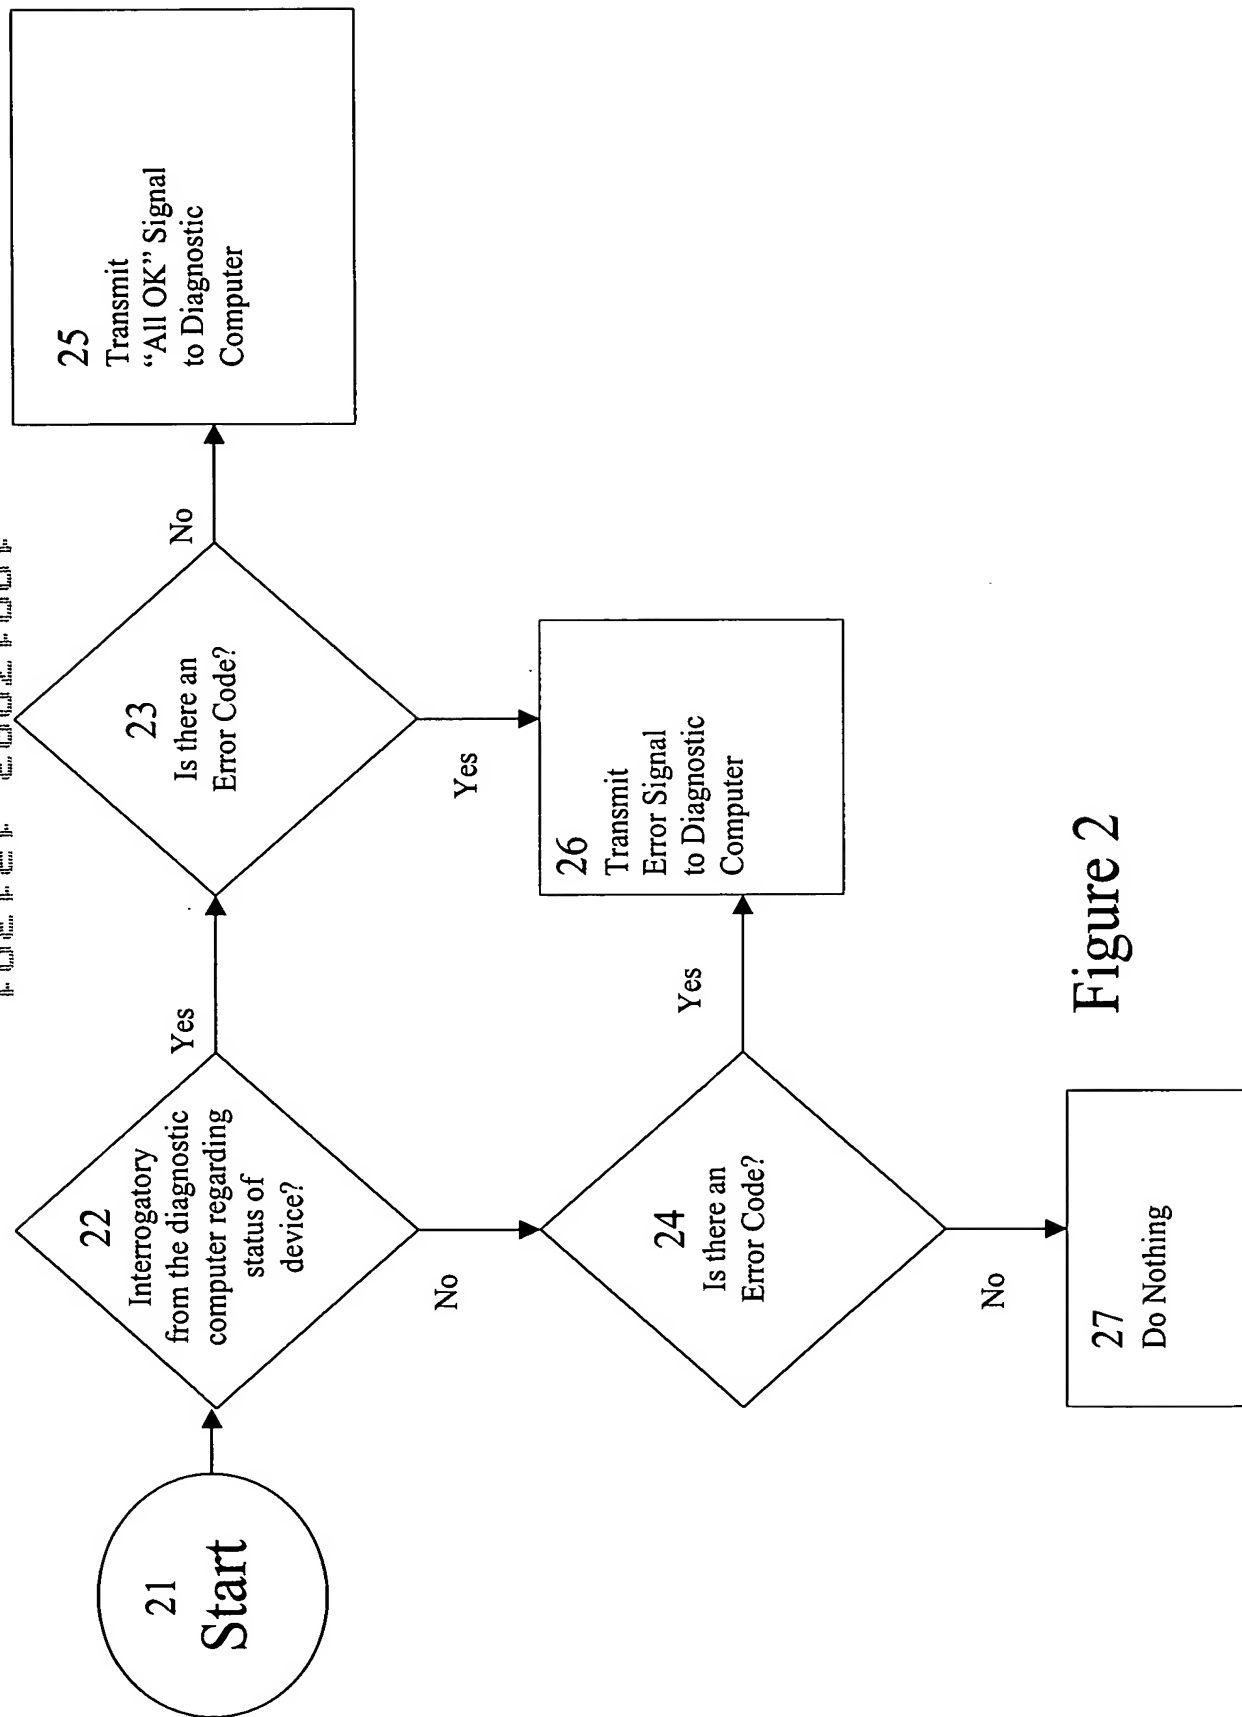 21
Start
22
Interrogatory
from the diagnostic
computer regarding
status of
device?
Yes
No
23
Is there an
Error Code?
No
Yes
25
Transmit
“All OK” Signal
to Diagnostic
Computer
24
Is there an
Error Code?
Yes
No
26
Transmit
Error Signal
to Diagnostic
Computer
27
Do Nothing
Figure 2